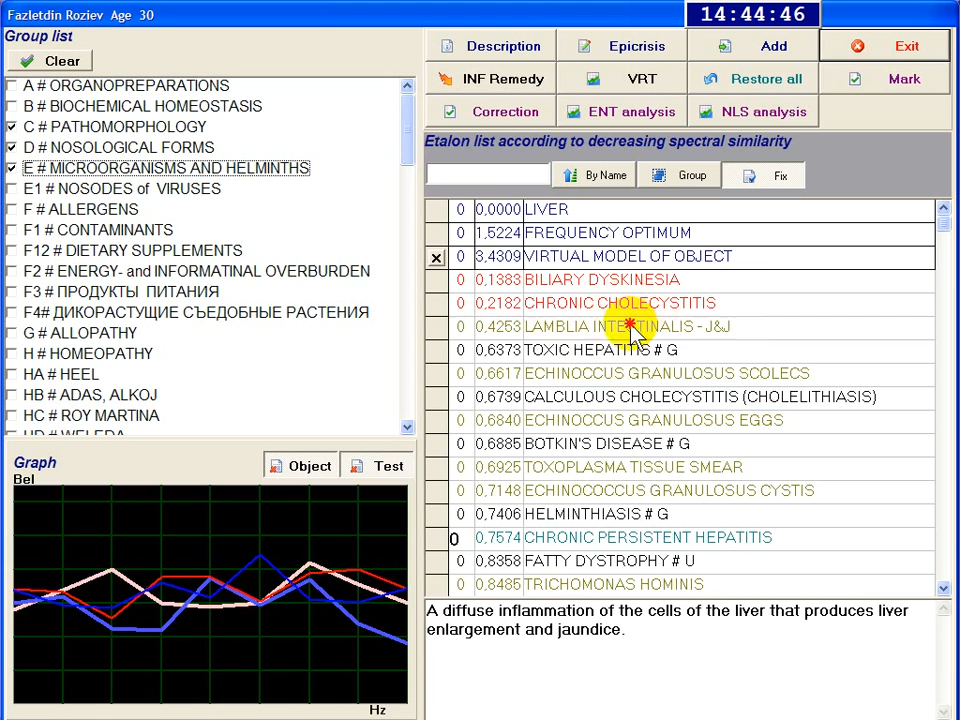 Fazletdin Roziev Age 30
14:44:46
Group list
Clear
A # ORGANOPREPARATIONS
B # BIOCHEMICAL HOMEOSTASIS
C # PATHOMORPHOLOGY
D # NOSOLOGICAL FORMS
E # MICROORGANISMS AND HELMINTHS
E1 # NOSODES of VIRUSES
F # ALLERGENS
F1 # CONTAMINANTS
F12 # DIETARY SUPPLEMENTS
F2 # ENERGY- and INFORMATINAL OVERBURDEN
F3 # ПРОДУКТЫ ПИТАНИЯ
F4# ДИКОРАСТУЩИЕ СЪЕДОБНЫЕ РАСТЕНИЯ
G # ALLOPATHY
H # HOMEOPATHY
HA # HEEL
HB # ADAS, ALKOJ
HC # ROY MARTINA
HD # WELEDA
Graph
Object
Test
Bel
Hz
Description
Epicrisis
Add
Exit
INF Remedy
VRT
Restore all
Mark
Correction
ENT analysis
NLS analysis
Etalon list according to decreasing spectral similarity
By Name
Group
Fix
0 0,0000 LIVER
0 1,5224 FREQUENCY OPTIMUM
x 0 3,4309 VIRTUAL MODEL OF OBJECT
0 0,1383 BILIARY DYSKINESIA
0 0,2182 CHRONIC CHOLECYSTITIS
0 0,4253 LAMBLIA INTESTINALIS - J&J
0 0,6373 TOXIC HEPATITIS # G
0 0,6617 ECHINOCCUS GRANULOSUS SCOLECS
0 0,6739 CALCULOUS CHOLECYSTITIS (CHOLELITHIASIS)
0 0,6840 ECHINOCCUS GRANULOSUS EGGS
0 0,6885 BOTKIN'S DISEASE # G
0 0,6925 TOXOPLASMA TISSUE SMEAR
0 0,7148 ECHINOCOCCUS GRANULOSUS CYSTIS
0 0,7406 HELMINTHIASIS # G
0 0,7574 CHRONIC PERSISTENT HEPATITIS
0 0,8358 FATTY DYSTROPHY # U
0 0,8485 TRICHOMONAS HOMINIS
A diffuse inflammation of the cells of the liver that produces liver
enlargement and jaundice.